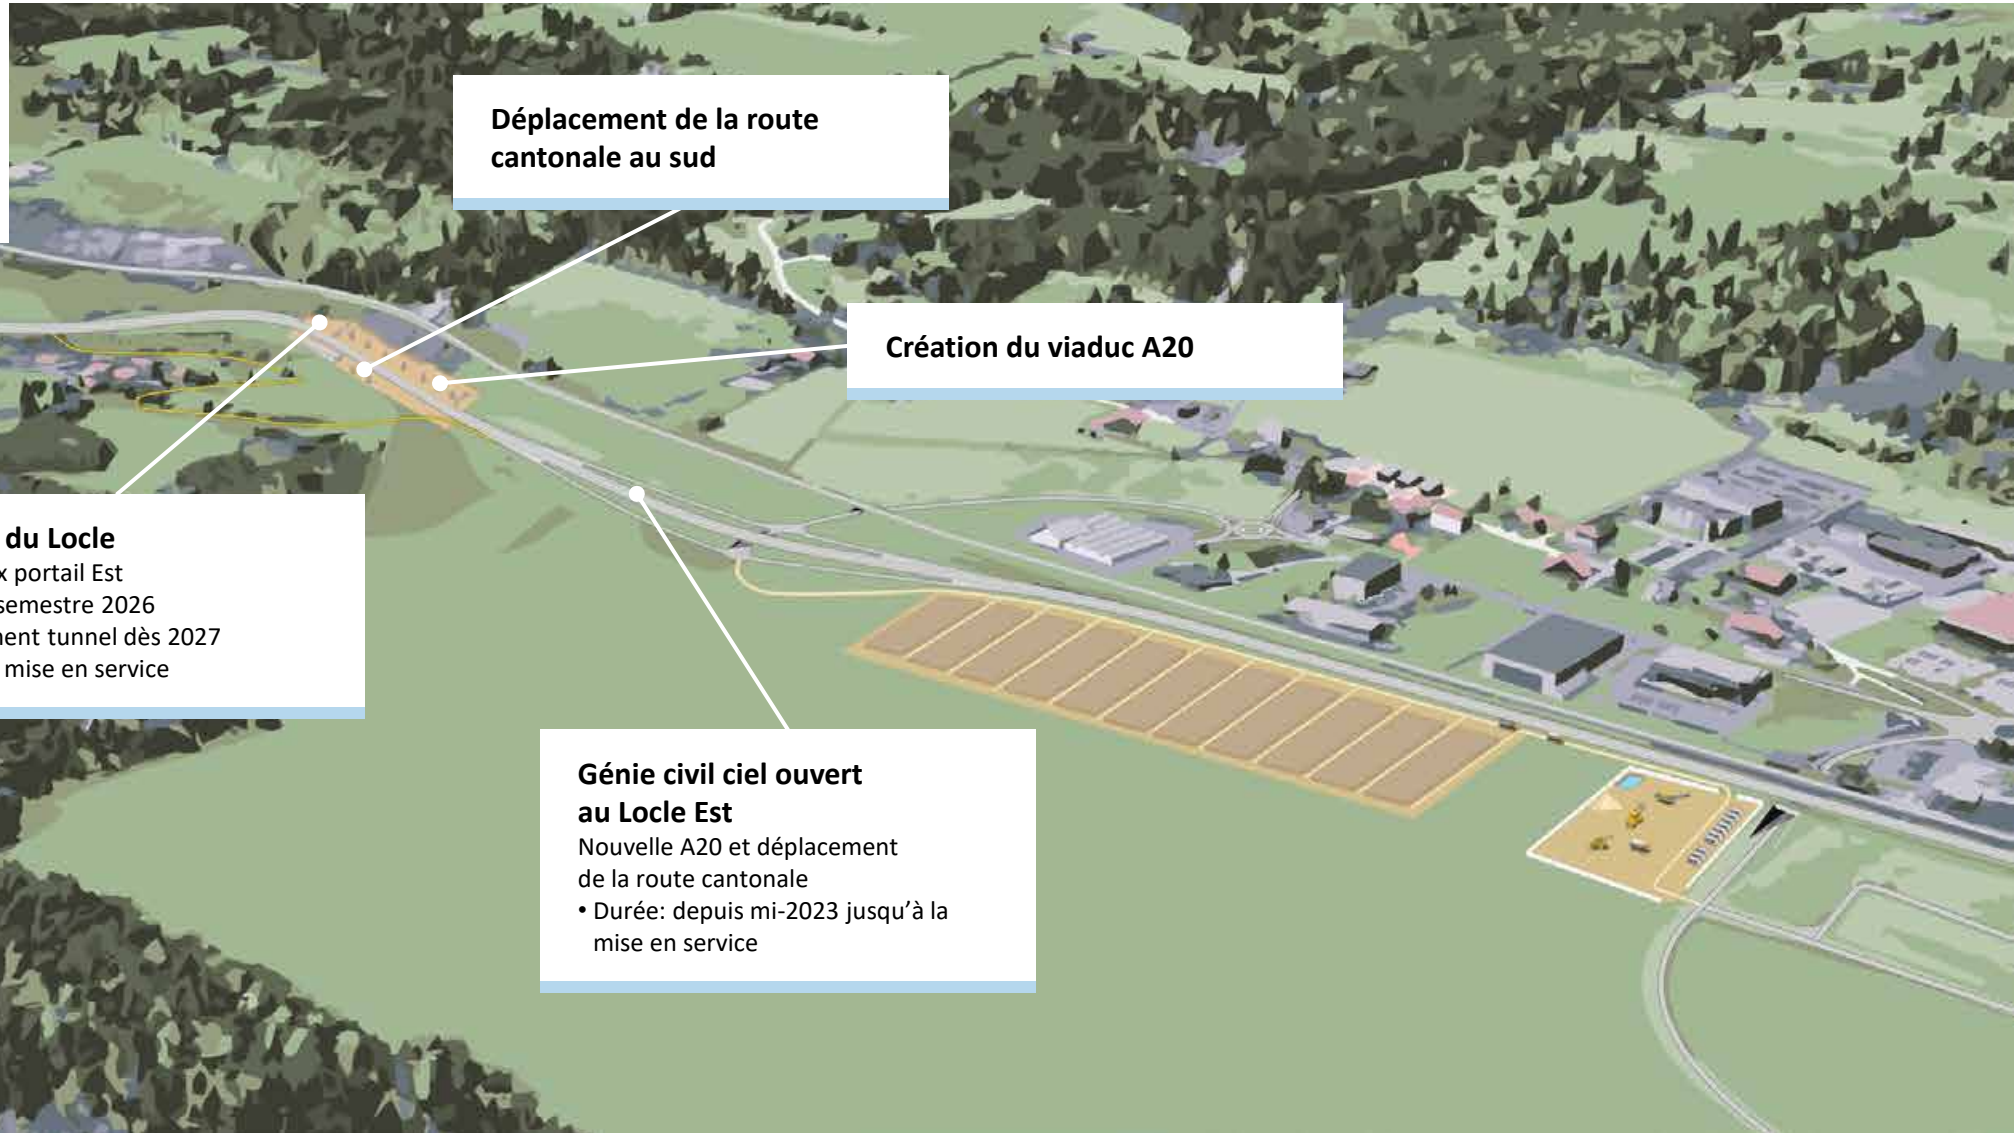 Déplacement de la route
cantonale au sud
Création du viaduc A20
du Locle
x portail Est
semestre 2026
ment tunnel dès 2027
mise en service
Génie civil ciel ouvert
au Locle Est
Nouvelle A20 et déplacement
de la route cantonale
• Durée: depuis mi-2023 jusqu’à la
mise en service